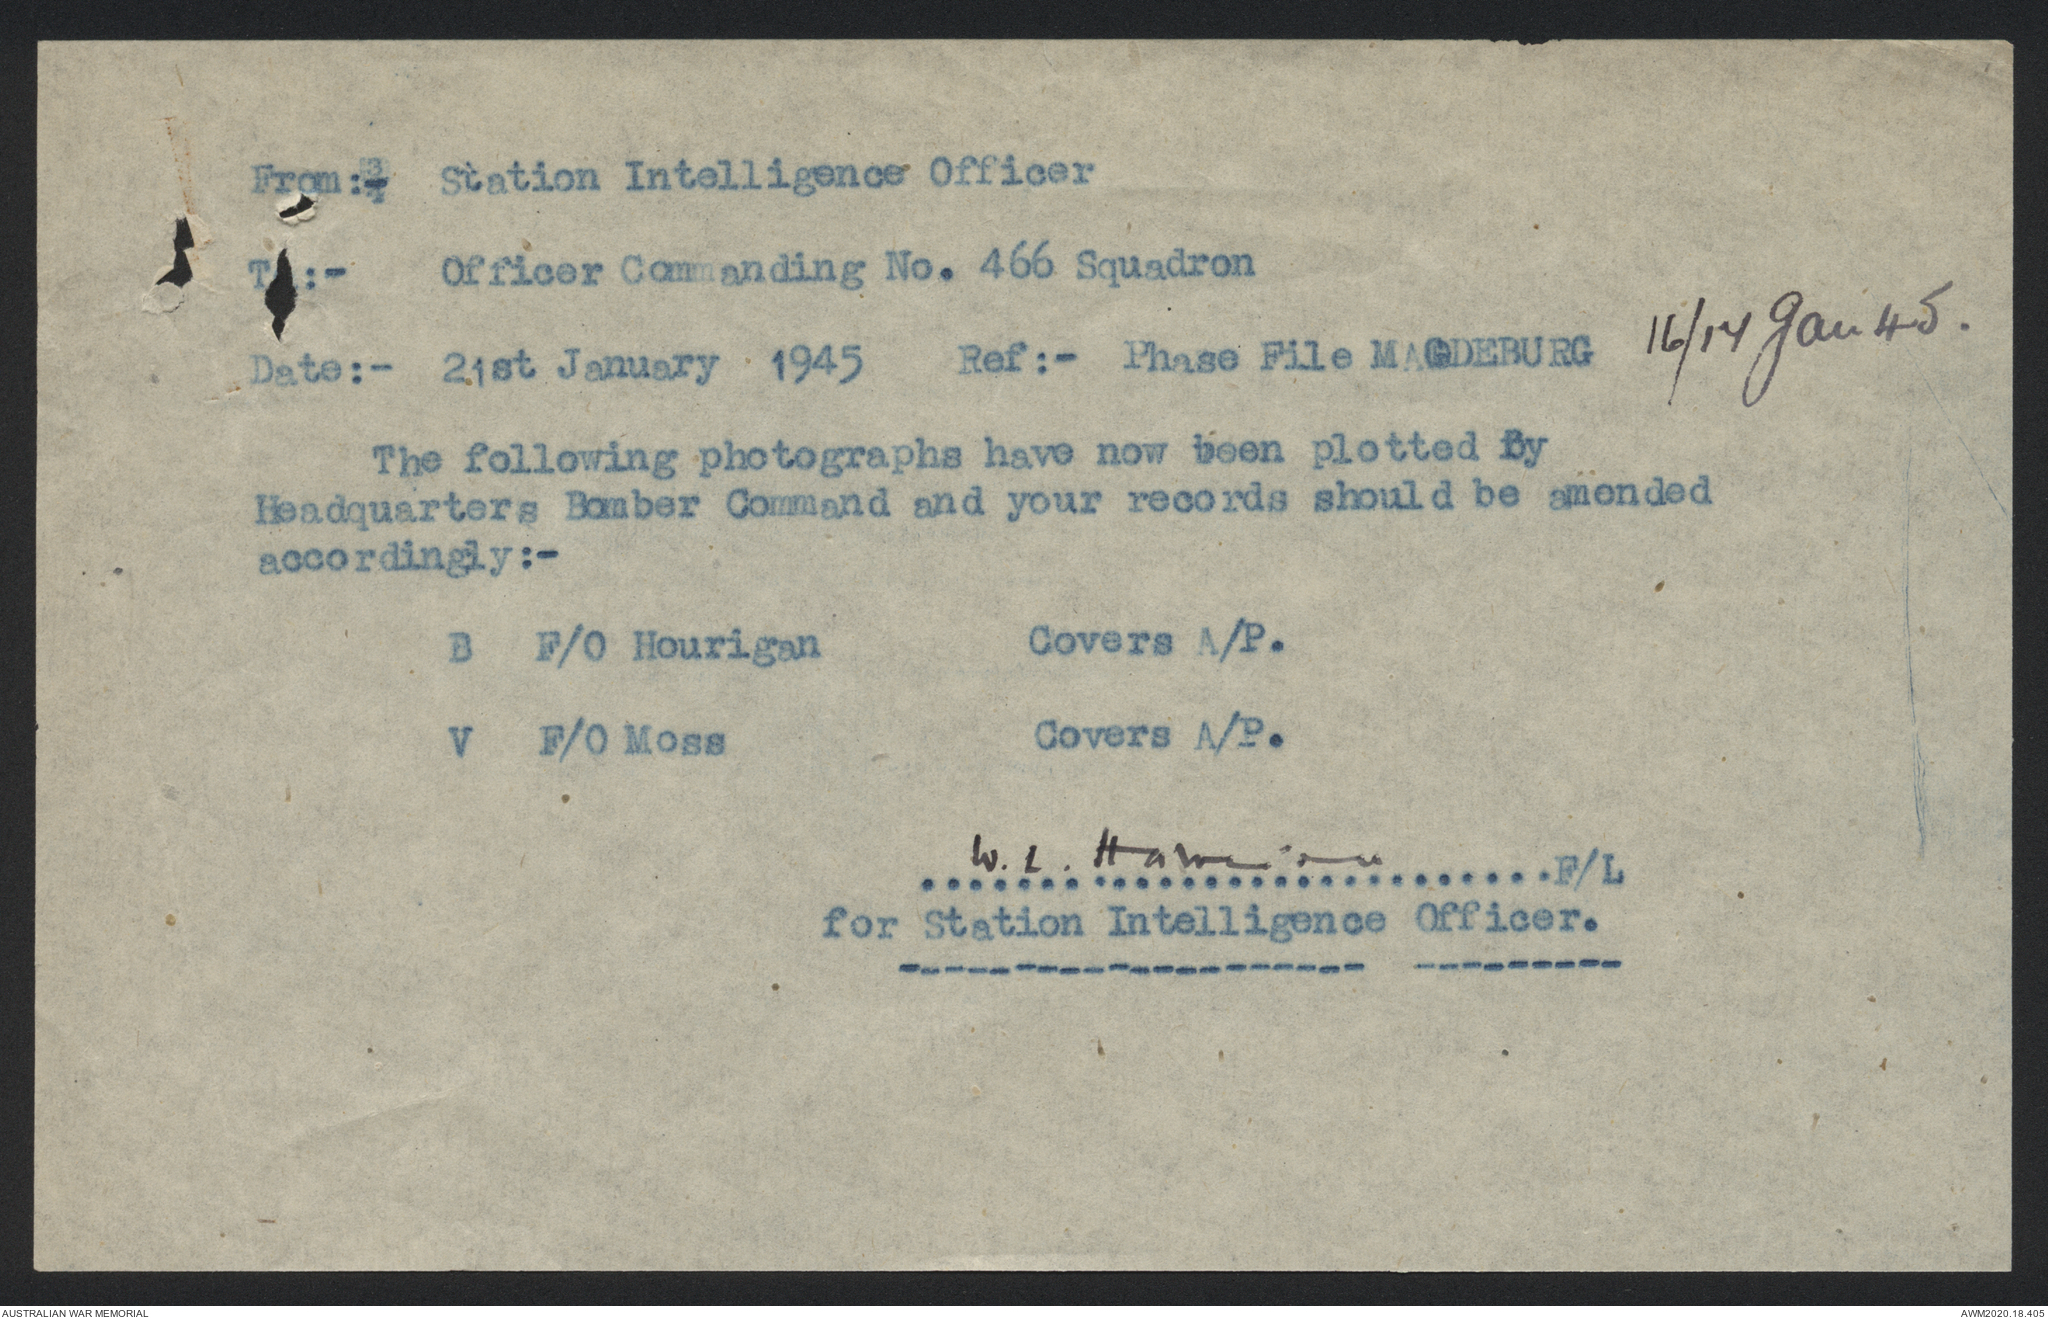 From:- Station Intelligence Officer
To:- Officer Commanding No. 466 Squadron
Date:- 21st January 1945 Ref:- Phase File MAGDEBURG 16/17 Jan 45.
The following photographs have now been plotted by
Headquarters Bomber Command and your records should be amended
accordingly:-
B F/O Hourigan Covers A/P.
V F/O Moss Covers A/P.
W. L. ..............................F/L
for Station Intelligence Officer.
AUSTRALIAN WAR MEMORIAL AWM2020.18.405